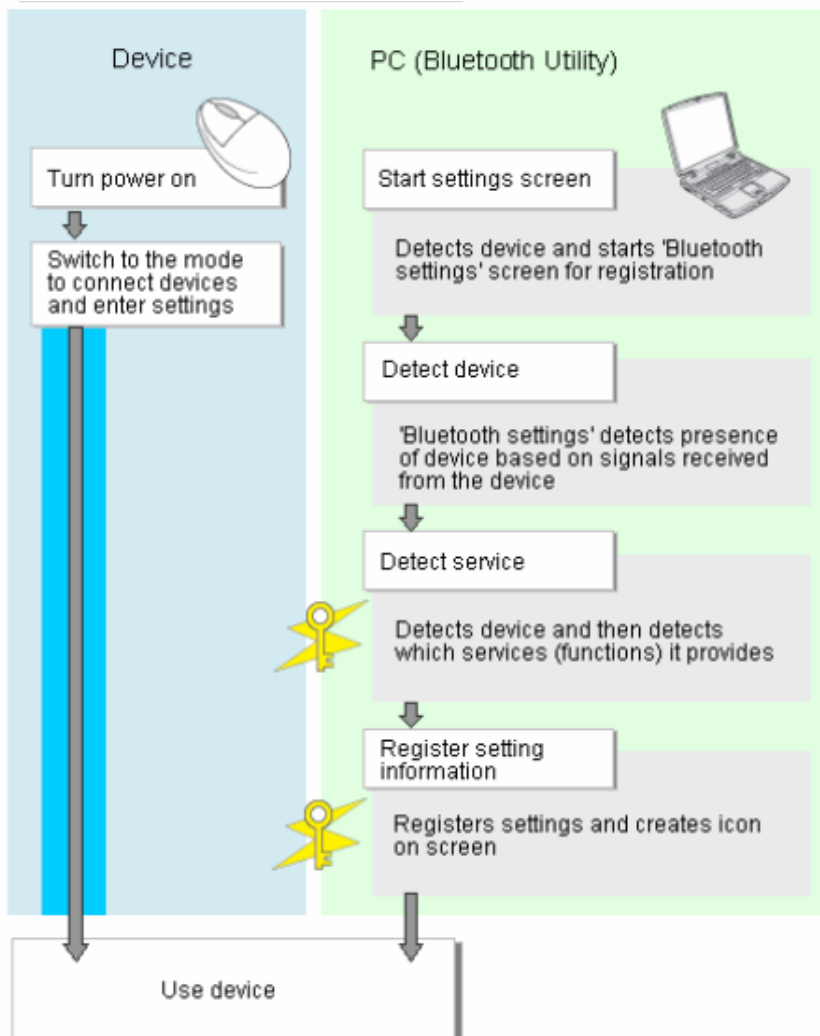 Device
PC (Bluetooth Utility)
Turn power on
Switch to the mode
to connect devices
and enter settings
Start settings screen
Detects device and starts 'Bluetooth
settings' screen for registration
Detect device
'Bluetooth settings' detects presence
of device based on signals received
from the device
Detect service
Detects device and then detects
which services (functions) it provides
Register setting
information
Registers settings and creates icon
on screen
Use device